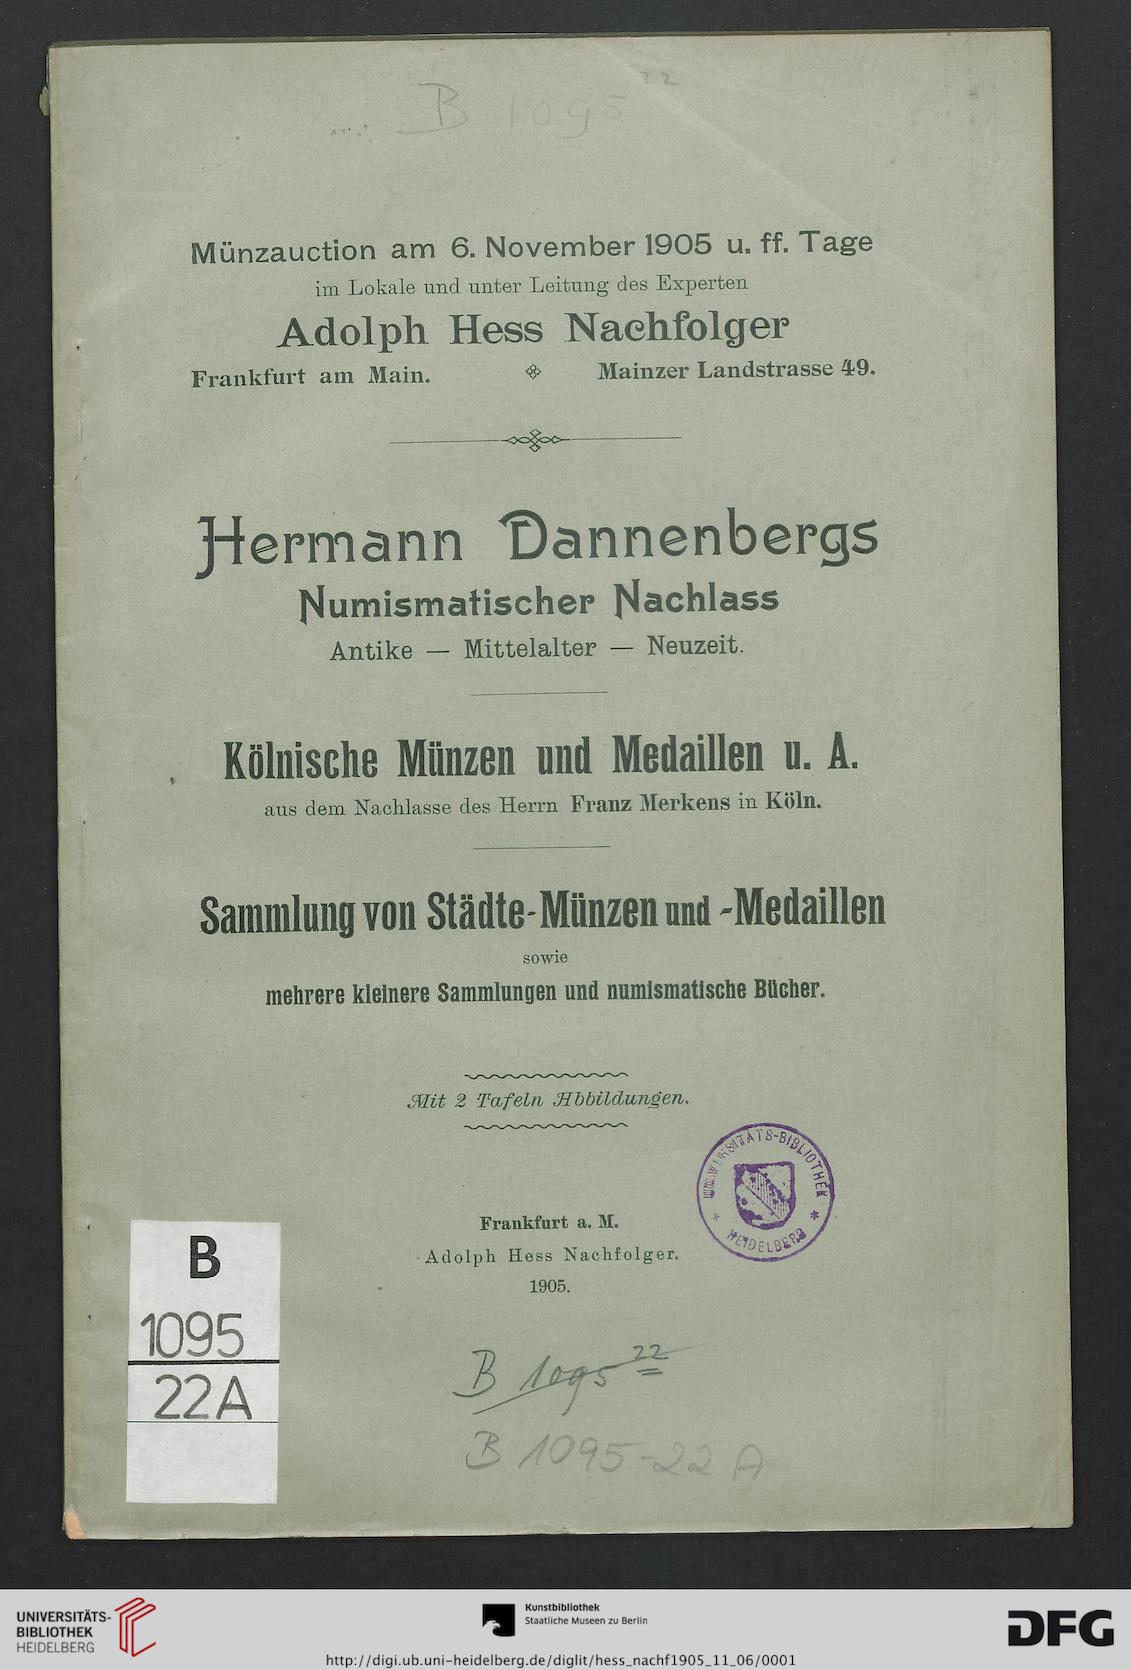 B 1095 22
Münzauction am 6. November 1905 u. ff. Tage
im Lokale und unter Leitung des Experten
Adolph Hess Nachfolger
Frankfurt am Main. Mainzer Landstrasse 49.
Hermann Dannenbergs
Numismatischer Nachlass
Antike — Mittelalter — Neuzeit.
Kölnische Münzen und Medaillen u. A.
aus dem Nachlasse des Herrn Franz Merkens in Köln.
Sammlung von Städte-Münzen und -Medaillen
sowie
mehrere kleinere Sammlungen und numismatische Bücher.
Mit 2 Tafeln Abbildungen.
UNIVERSITÄTS-BIBLIOTHEK
* HEIDELBERG *
Frankfurt a. M.
Adolph Hess Nachfolger.
1905.
B
1095
22A
B 1095 22
B 1095-22 A
UNIVERSITÄTS-
BIBLIOTHEK
HEIDELBERG
Kunstbibliothek
Staatliche Museen zu Berlin
DFG
http://digi.ub.uni-heidelberg.de/diglit/hess_nachf1905_11_06/0001